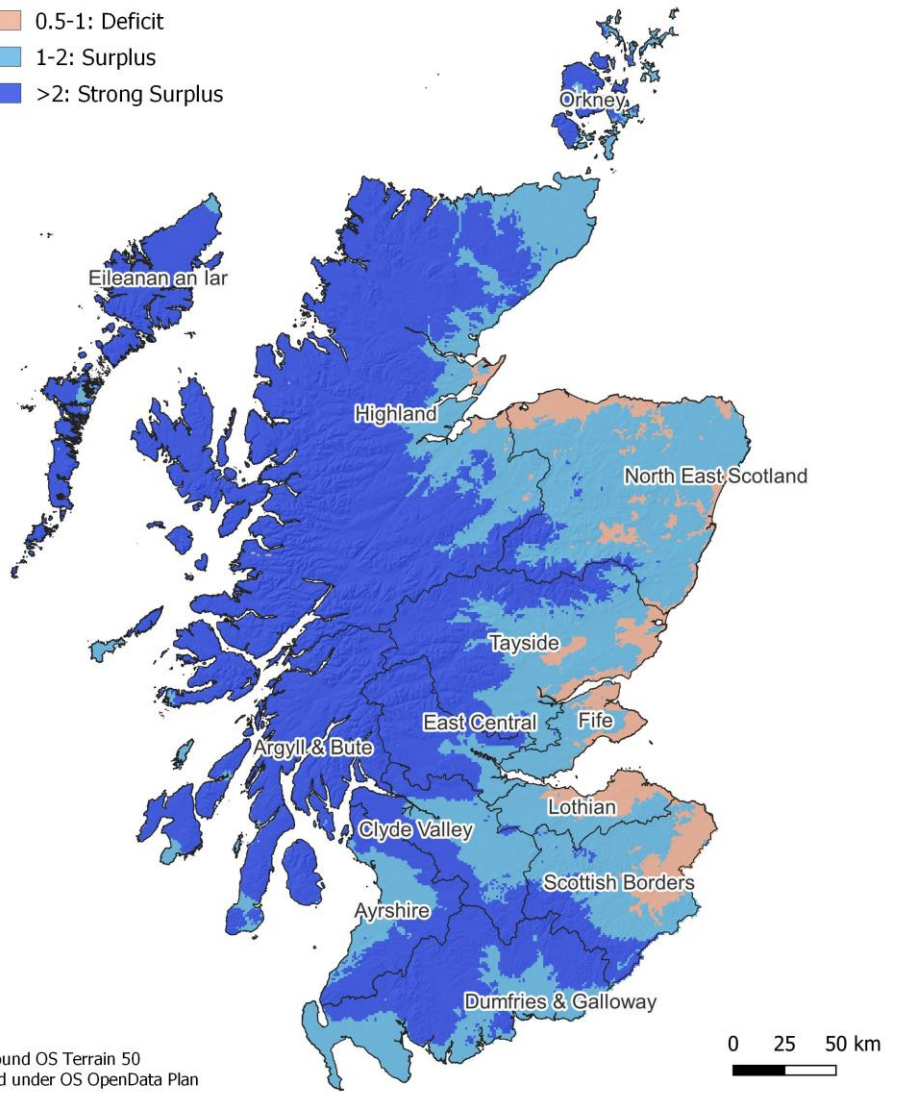 0.5-1: Deficit
1-2: Surplus
>2: Strong Surplus
Orkney
Eileanan an Iar
Highland
North East Scotland
Tayside
East Central
Fife
Argyll & Bute
Lothian
Clyde Valley
Scottish Borders
Ayrshire
Dumfries & Galloway
0 25 50 km
OS Terrain 50
under OS OpenData Plan